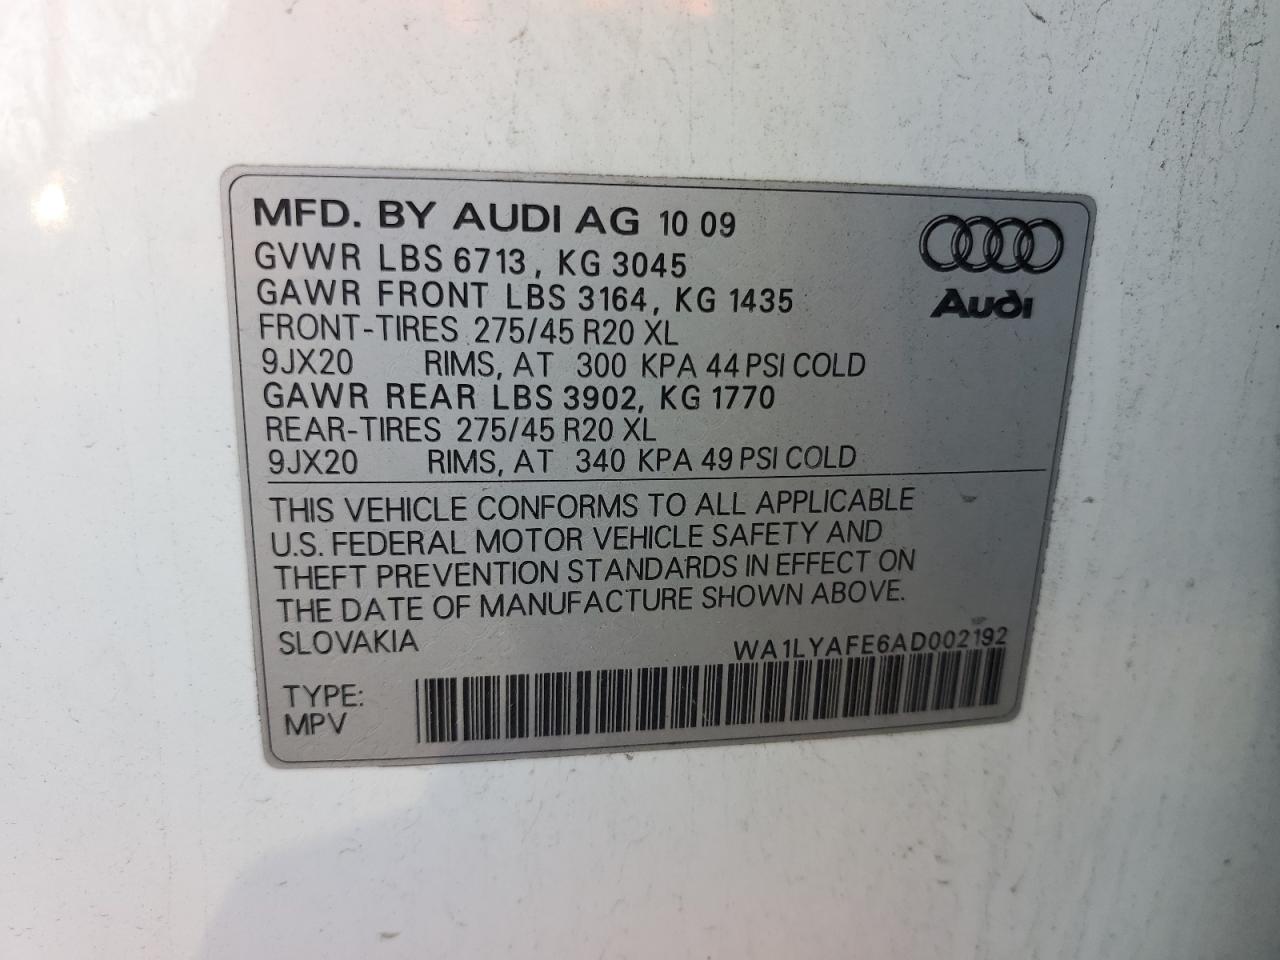 MFD. BY AUDI AG 10 09
GVWR LBS 6713, KG 3045
GAWR FRONT LBS 3164, KG 1435
FRONT-TIRES 275/45 R20 XL
9JX20 RIMS, AT 300 KPA 44 PSI COLD
GAWR REAR LBS 3902, KG 1770
REAR-TIRES 275/45 R20 XL
9JX20 RIMS, AT 340 KPA 49 PSI COLD
Audi
THIS VEHICLE CONFORMS TO ALL APPLICABLE
U.S. FEDERAL MOTOR VEHICLE SAFETY AND
THEFT PREVENTION STANDARDS IN EFFECT ON
THE DATE OF MANUFACTURE SHOWN ABOVE.
SLOVAKIA WA1LYAFE6AD002192
TYPE:
MPV